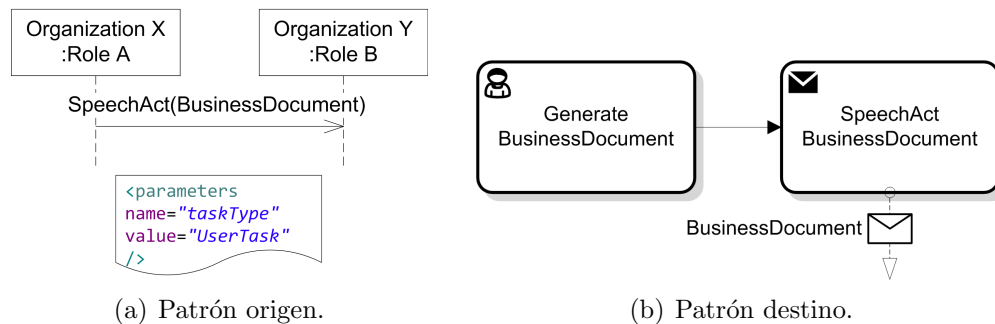 Organization X
:Role A
Organization Y
:Role B
SpeechAct(BusinessDocument)
<parameters
name="taskType"
value="UserTask"
/>
(a) Patrón origen.
Generate
BusinessDocument
SpeechAct
BusinessDocument
BusinessDocument
(b) Patrón destino.